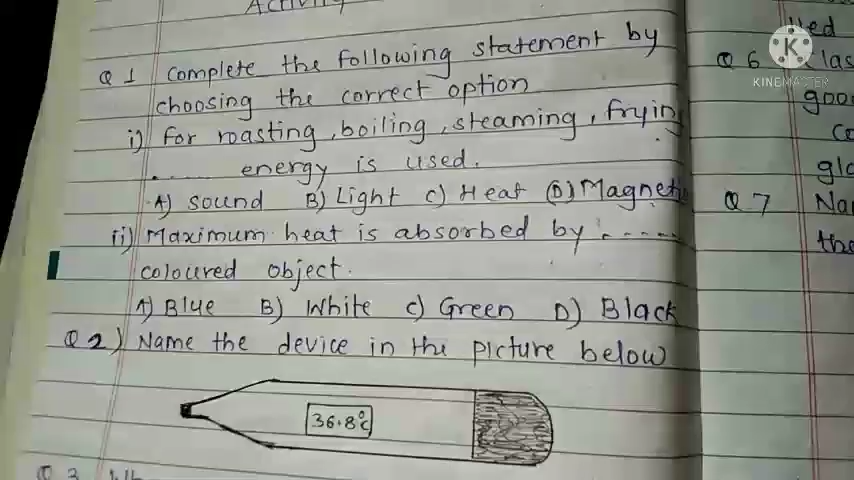 Activity
Q 1 complete the following statement by
choosing the correct option
i) for roasting, boiling, steaming, frying
..... energy is used.
A) sound B) Light c) Heat (D) Magnetic
ii) Maximum heat is absorbed by .....
coloured object.
A) Blue B) White c) Green D) Black
Q 2) Name the device in the picture below
36.8°c
Q 3
K
KINEMASTER
Q 6
Q 7